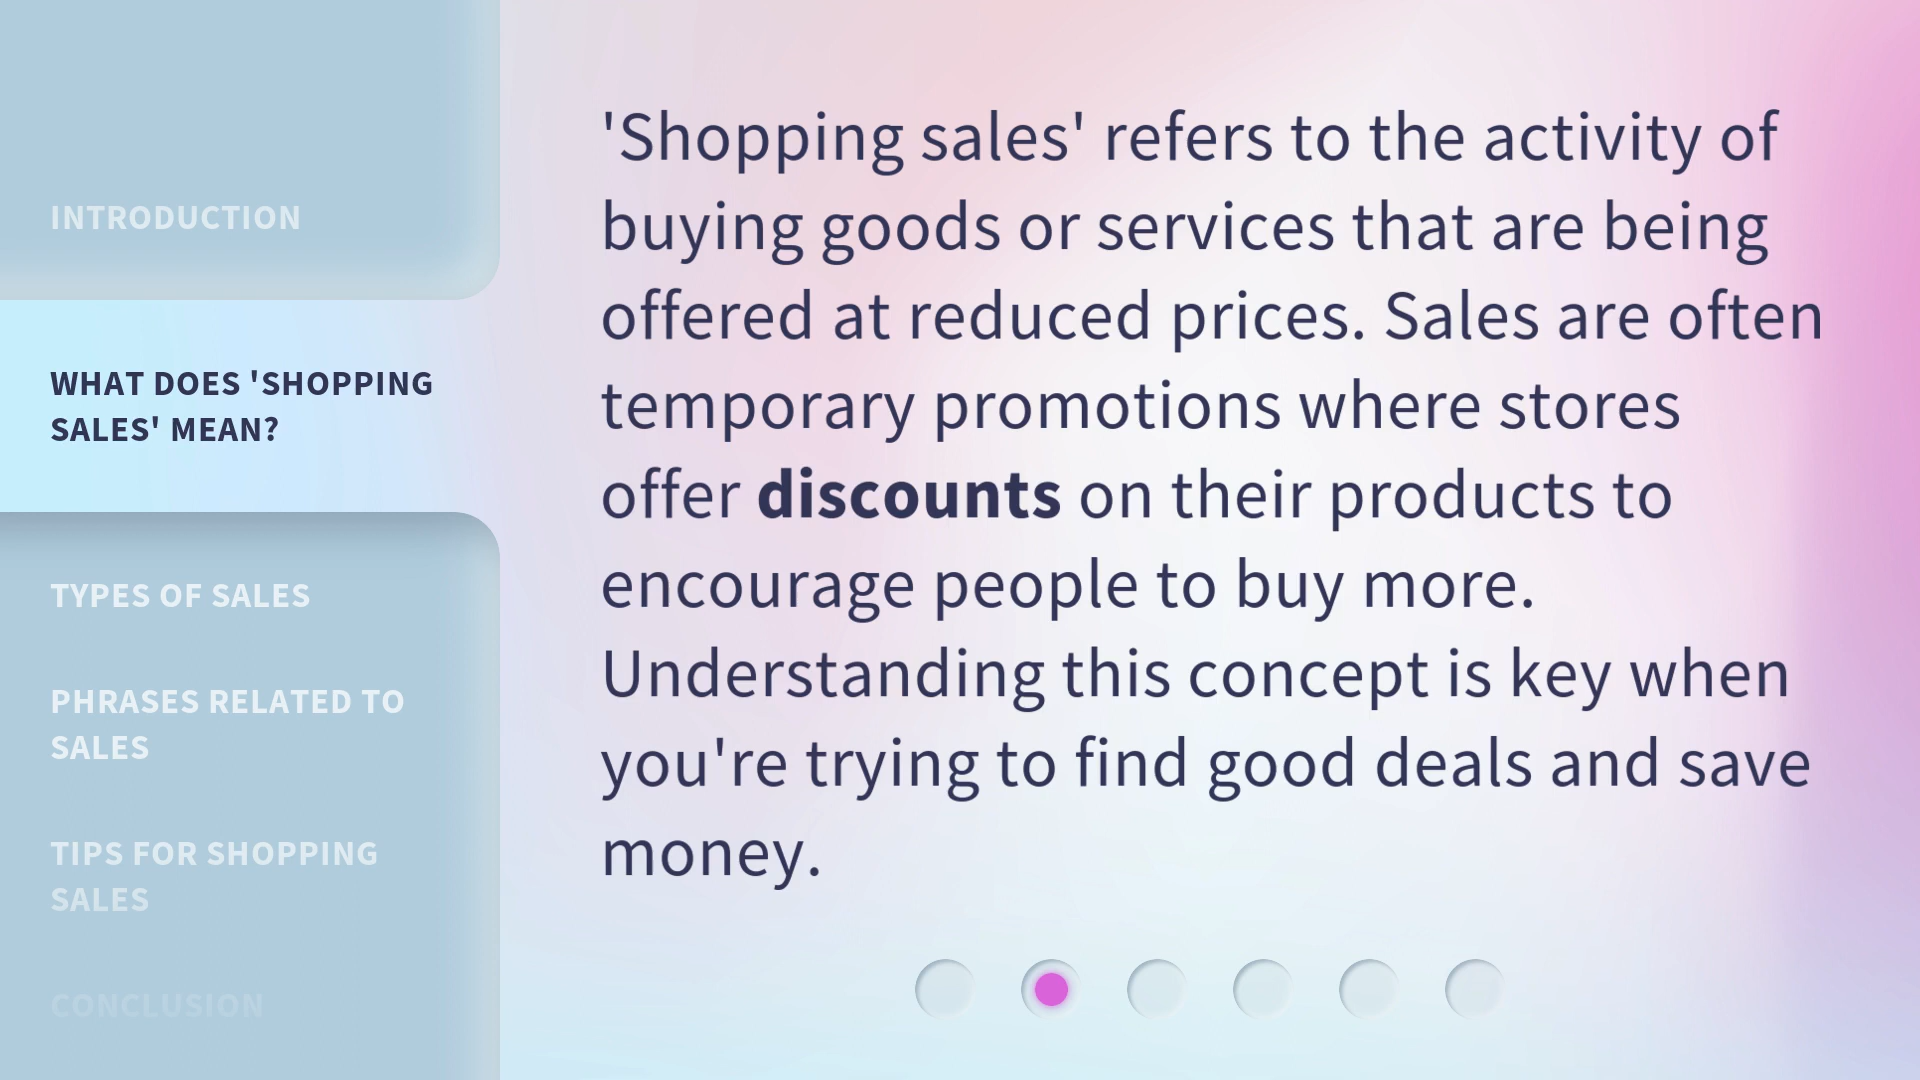 INTRODUCTION
WHAT DOES 'SHOPPING
SALES' MEAN?
TYPES OF SALES
PHRASES RELATED TO
SALES
TIPS FOR SHOPPING
SALES
CONCLUSION
'Shopping sales' refers to the activity of
buying goods or services that are being
offered at reduced prices. Sales are often
temporary promotions where stores
offer discounts on their products to
encourage people to buy more.
Understanding this concept is key when
you're trying to find good deals and save
money.